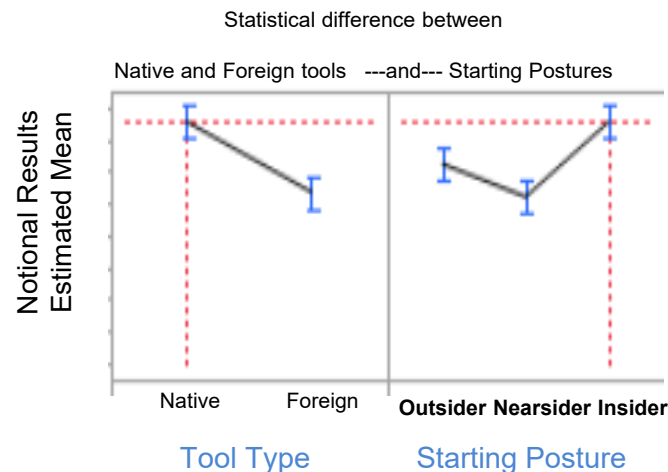 Statistical difference between
Native and Foreign tools ---and--- Starting Postures
Notional Results
Estimated Mean
Native Foreign Outsider Nearsider Insider
Tool Type Starting Posture